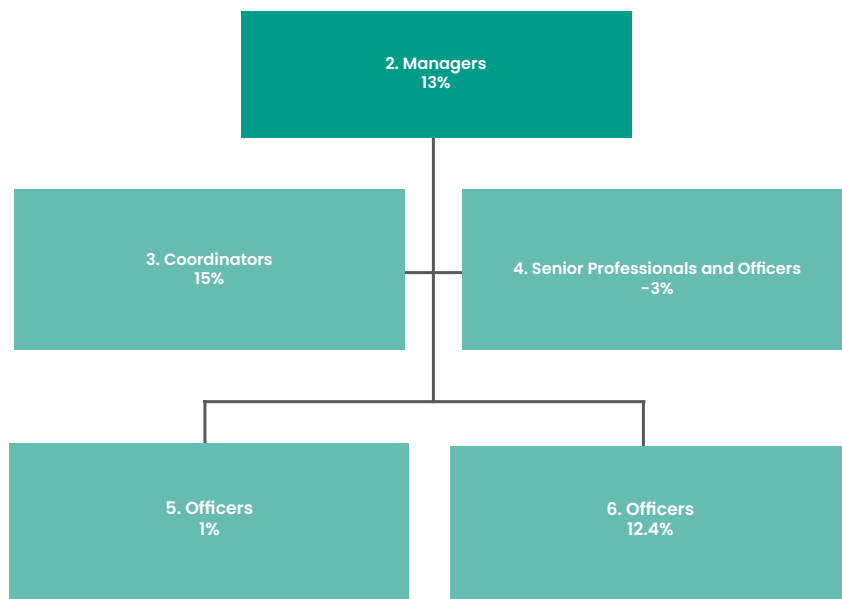 2. Managers
13%
3. Coordinators
15%
4. Senior Professionals and Officers
-3%
5. Officers
1%
6. Officers
12.4%